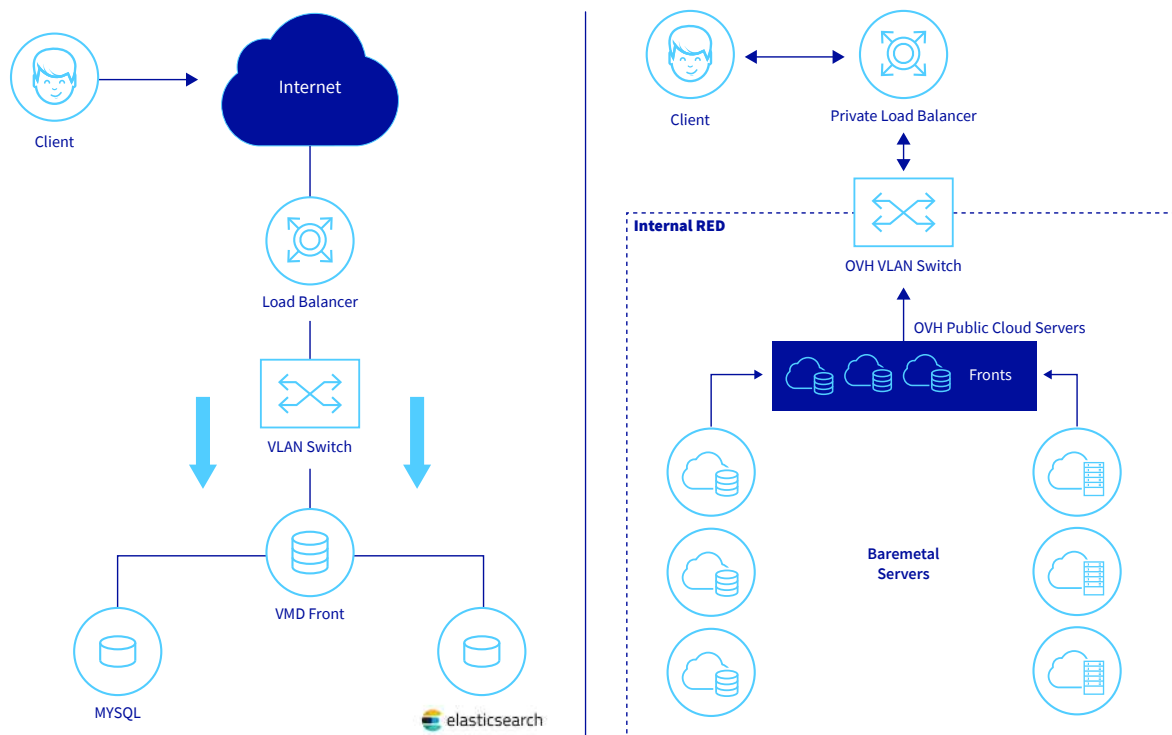 Internet
Client
Load Balancer
VLAN Switch
VMD Front
MYSQL
elasticsearch
Client
Private Load Balancer
Internal RED
OVH VLAN Switch
OVH Public Cloud Servers
Fronts
Baremetal
Servers